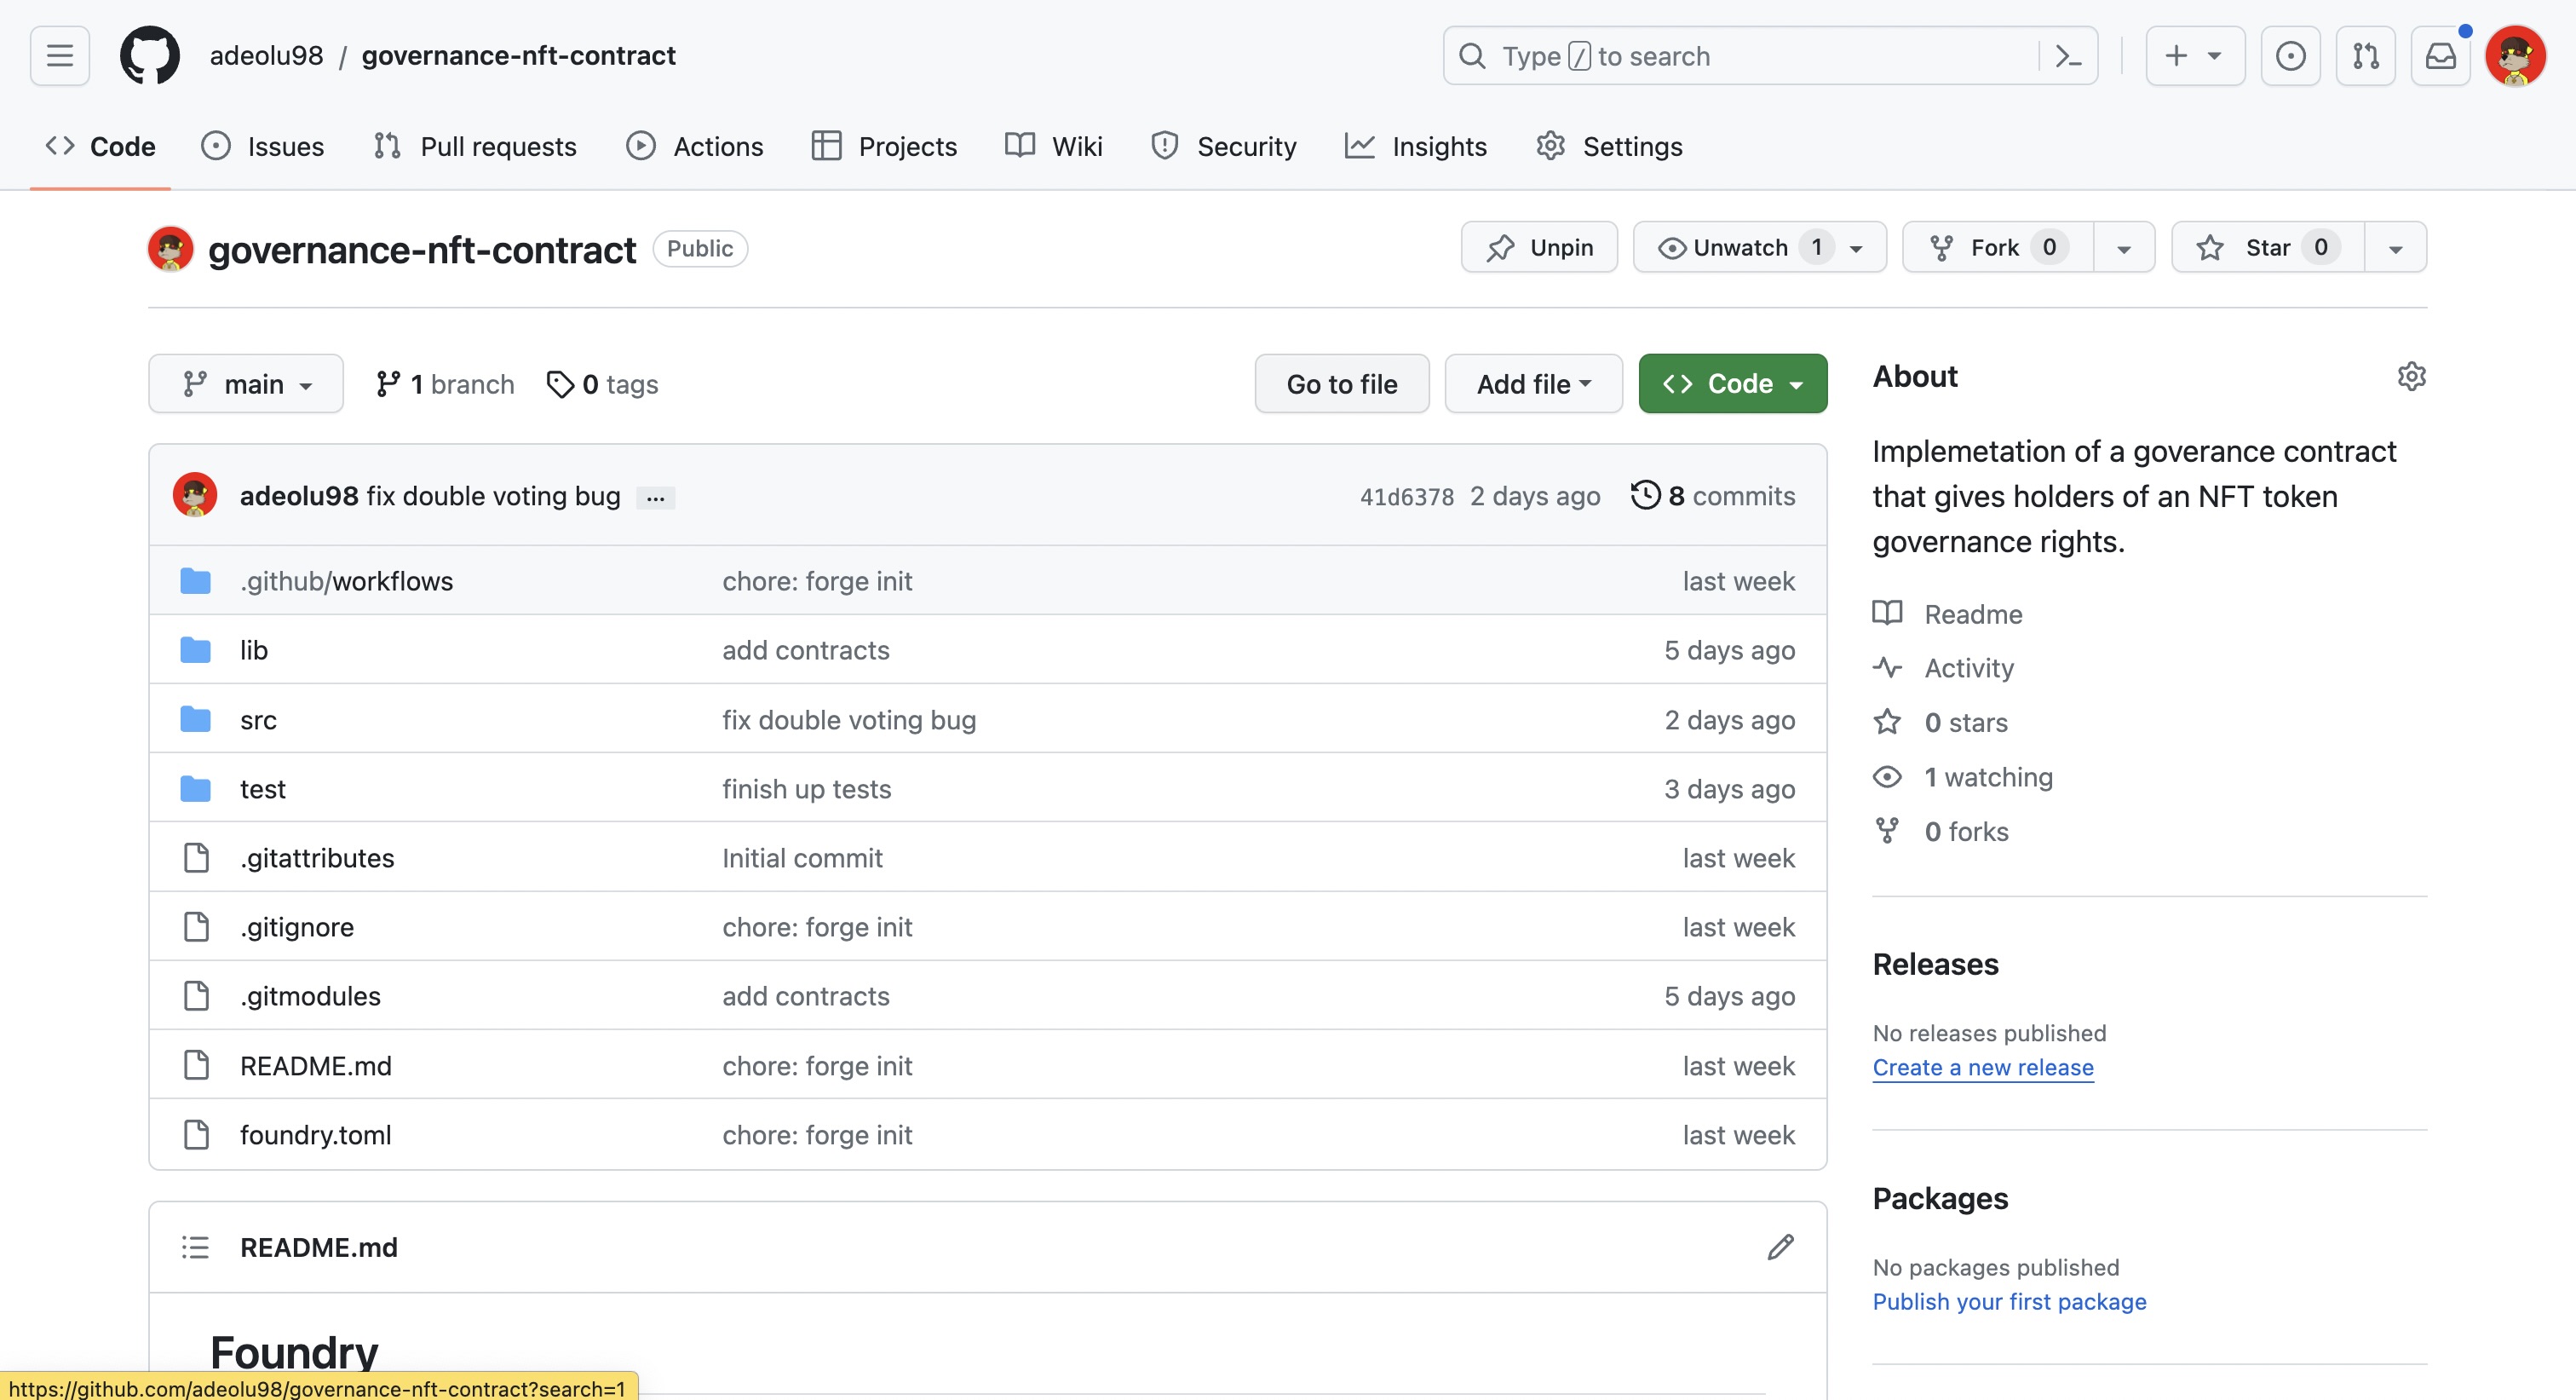 adeolu98 / governance-nft-contract
Type / to search
Code
Issues
Pull requests
Actions
Projects
Wiki
Security
Insights
Settings
governance-nft-contract
Public
Unpin
Unwatch 1
Fork 0
Star 0
main
1 branch
0 tags
Go to file
Add file
Code
adeolu98 fix double voting bug ...
41d6378 2 days ago
8 commits
.github/workflows chore: forge init last week
lib add contracts 5 days ago
src fix double voting bug 2 days ago
test finish up tests 3 days ago
.gitattributes Initial commit last week
.gitignore chore: forge init last week
.gitmodules add contracts 5 days ago
README.md chore: forge init last week
foundry.toml chore: forge init last week
README.md
Foundry
About
Implemetation of a goverance contract
that gives holders of an NFT token
governance rights.
Readme
Activity
0 stars
1 watching
0 forks
Releases
No releases published
Create a new release
Packages
No packages published
Publish your first package
https://github.com/adeolu98/governance-nft-contract?search=1